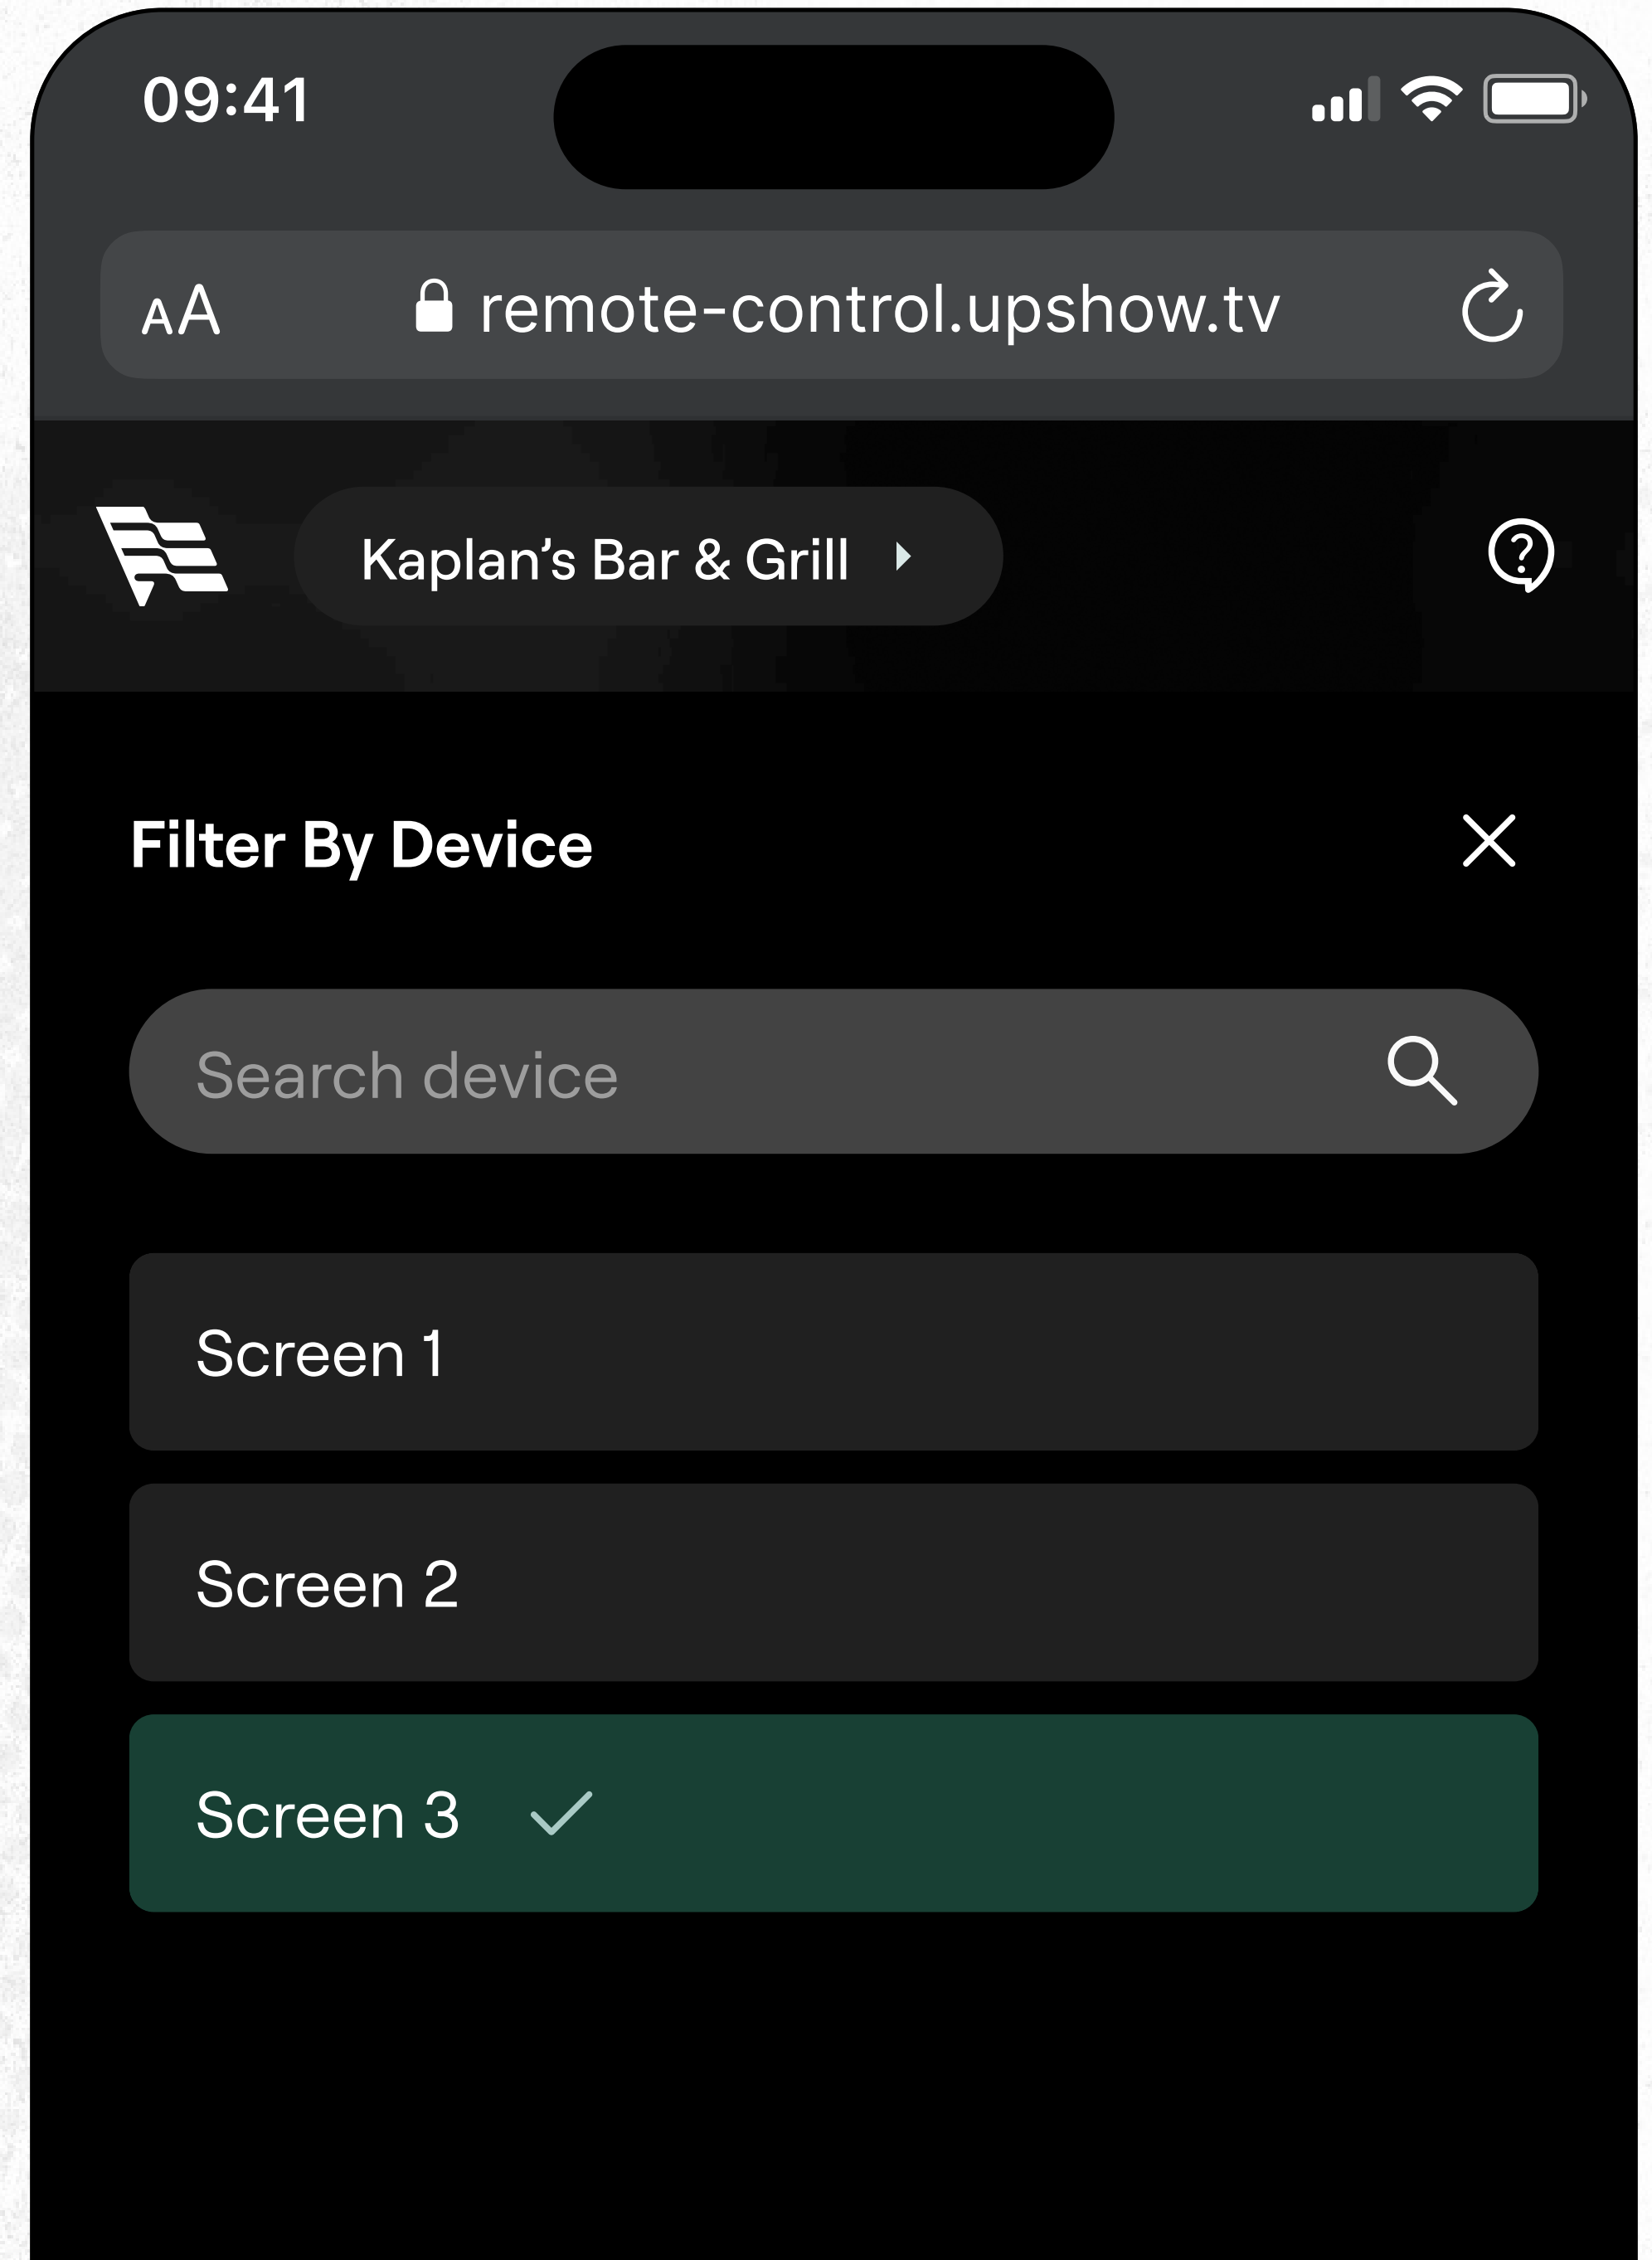 09:41
AA remote-control.upshow.tv
Kaplan’s Bar & Grill
Filter By Device
Search device
Screen 1
Screen 2
Screen 3